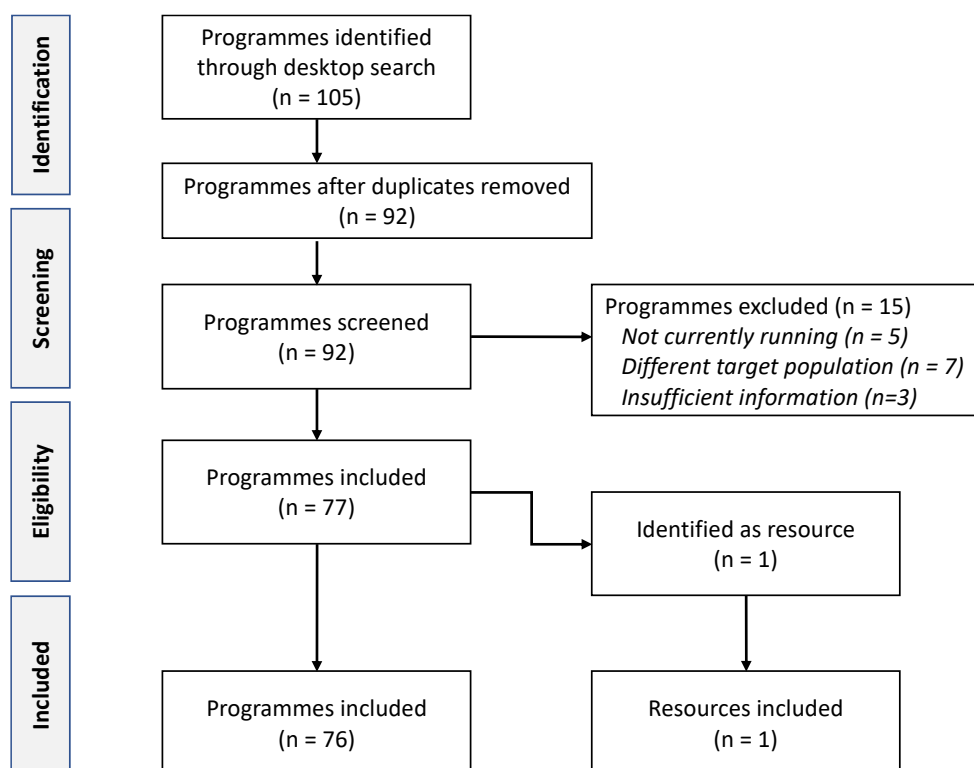 Identification
Programmes identified
through desktop search
(n = 105)
Programmes after duplicates removed
(n = 92)
Screening
Programmes screened
(n = 92)
Programmes excluded (n = 15)
Not currently running (n = 5)
Different target population (n = 7)
Insufficient information (n=3)
Eligibility
Programmes included
(n = 77)
Identified as resource
(n = 1)
Included
Programmes included
(n = 76)
Resources included
(n = 1)